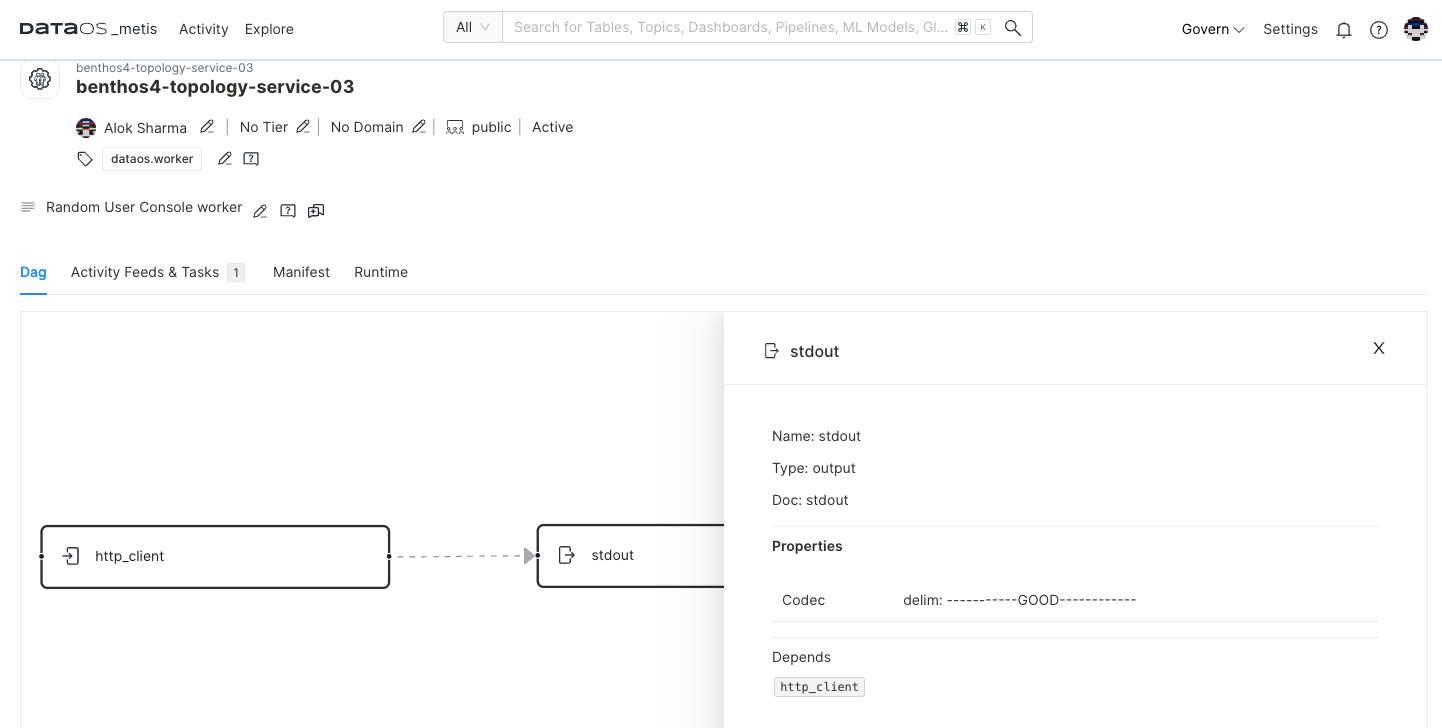 DATAOS _metis Activity Explore All Search for Tables, Topics, Dashboards, Pipelines, ML Models, Gl... ⌘ K Govern Settings
benthos4-topology-service-03
benthos4-topology-service-03
Alok Sharma | No Tier | No Domain | public | Active
dataos.worker
Random User Console worker
Dag Activity Feeds & Tasks 1 Manifest Runtime
stdout X
Name: stdout
Type: output
Doc: stdout
http_client stdout
Properties
Codec delim: -----------GOOD------------
Depends
http_client